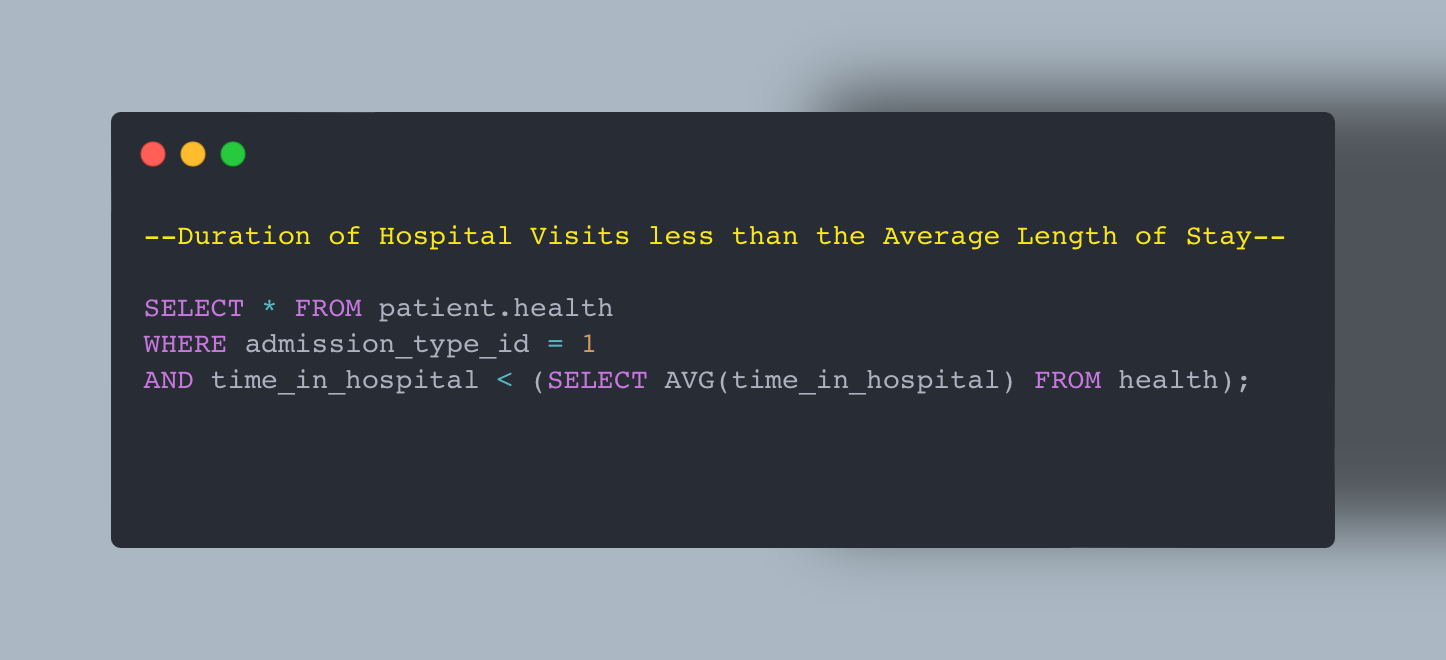 --Duration of Hospital Visits less than the Average Length of Stay--
SELECT * FROM patient.health
WHERE admission_type_id = 1
AND time_in_hospital < (SELECT AVG(time_in_hospital) FROM health);